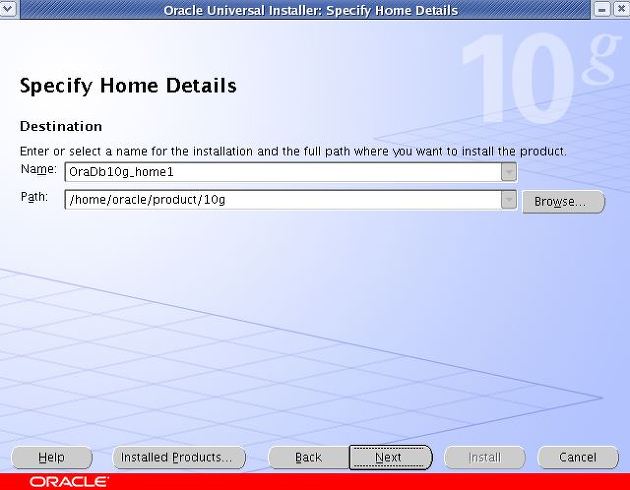 Oracle Universal Installer: Specify Home Details
10g
Specify Home Details
Destination
Enter or select a name for the installation and the full path where you want to install the product.
Name: OraDb10g_home1
Path: /home/oracle/product/10g Browse...
Help Installed Products... Back Next Install Cancel
ORACLE